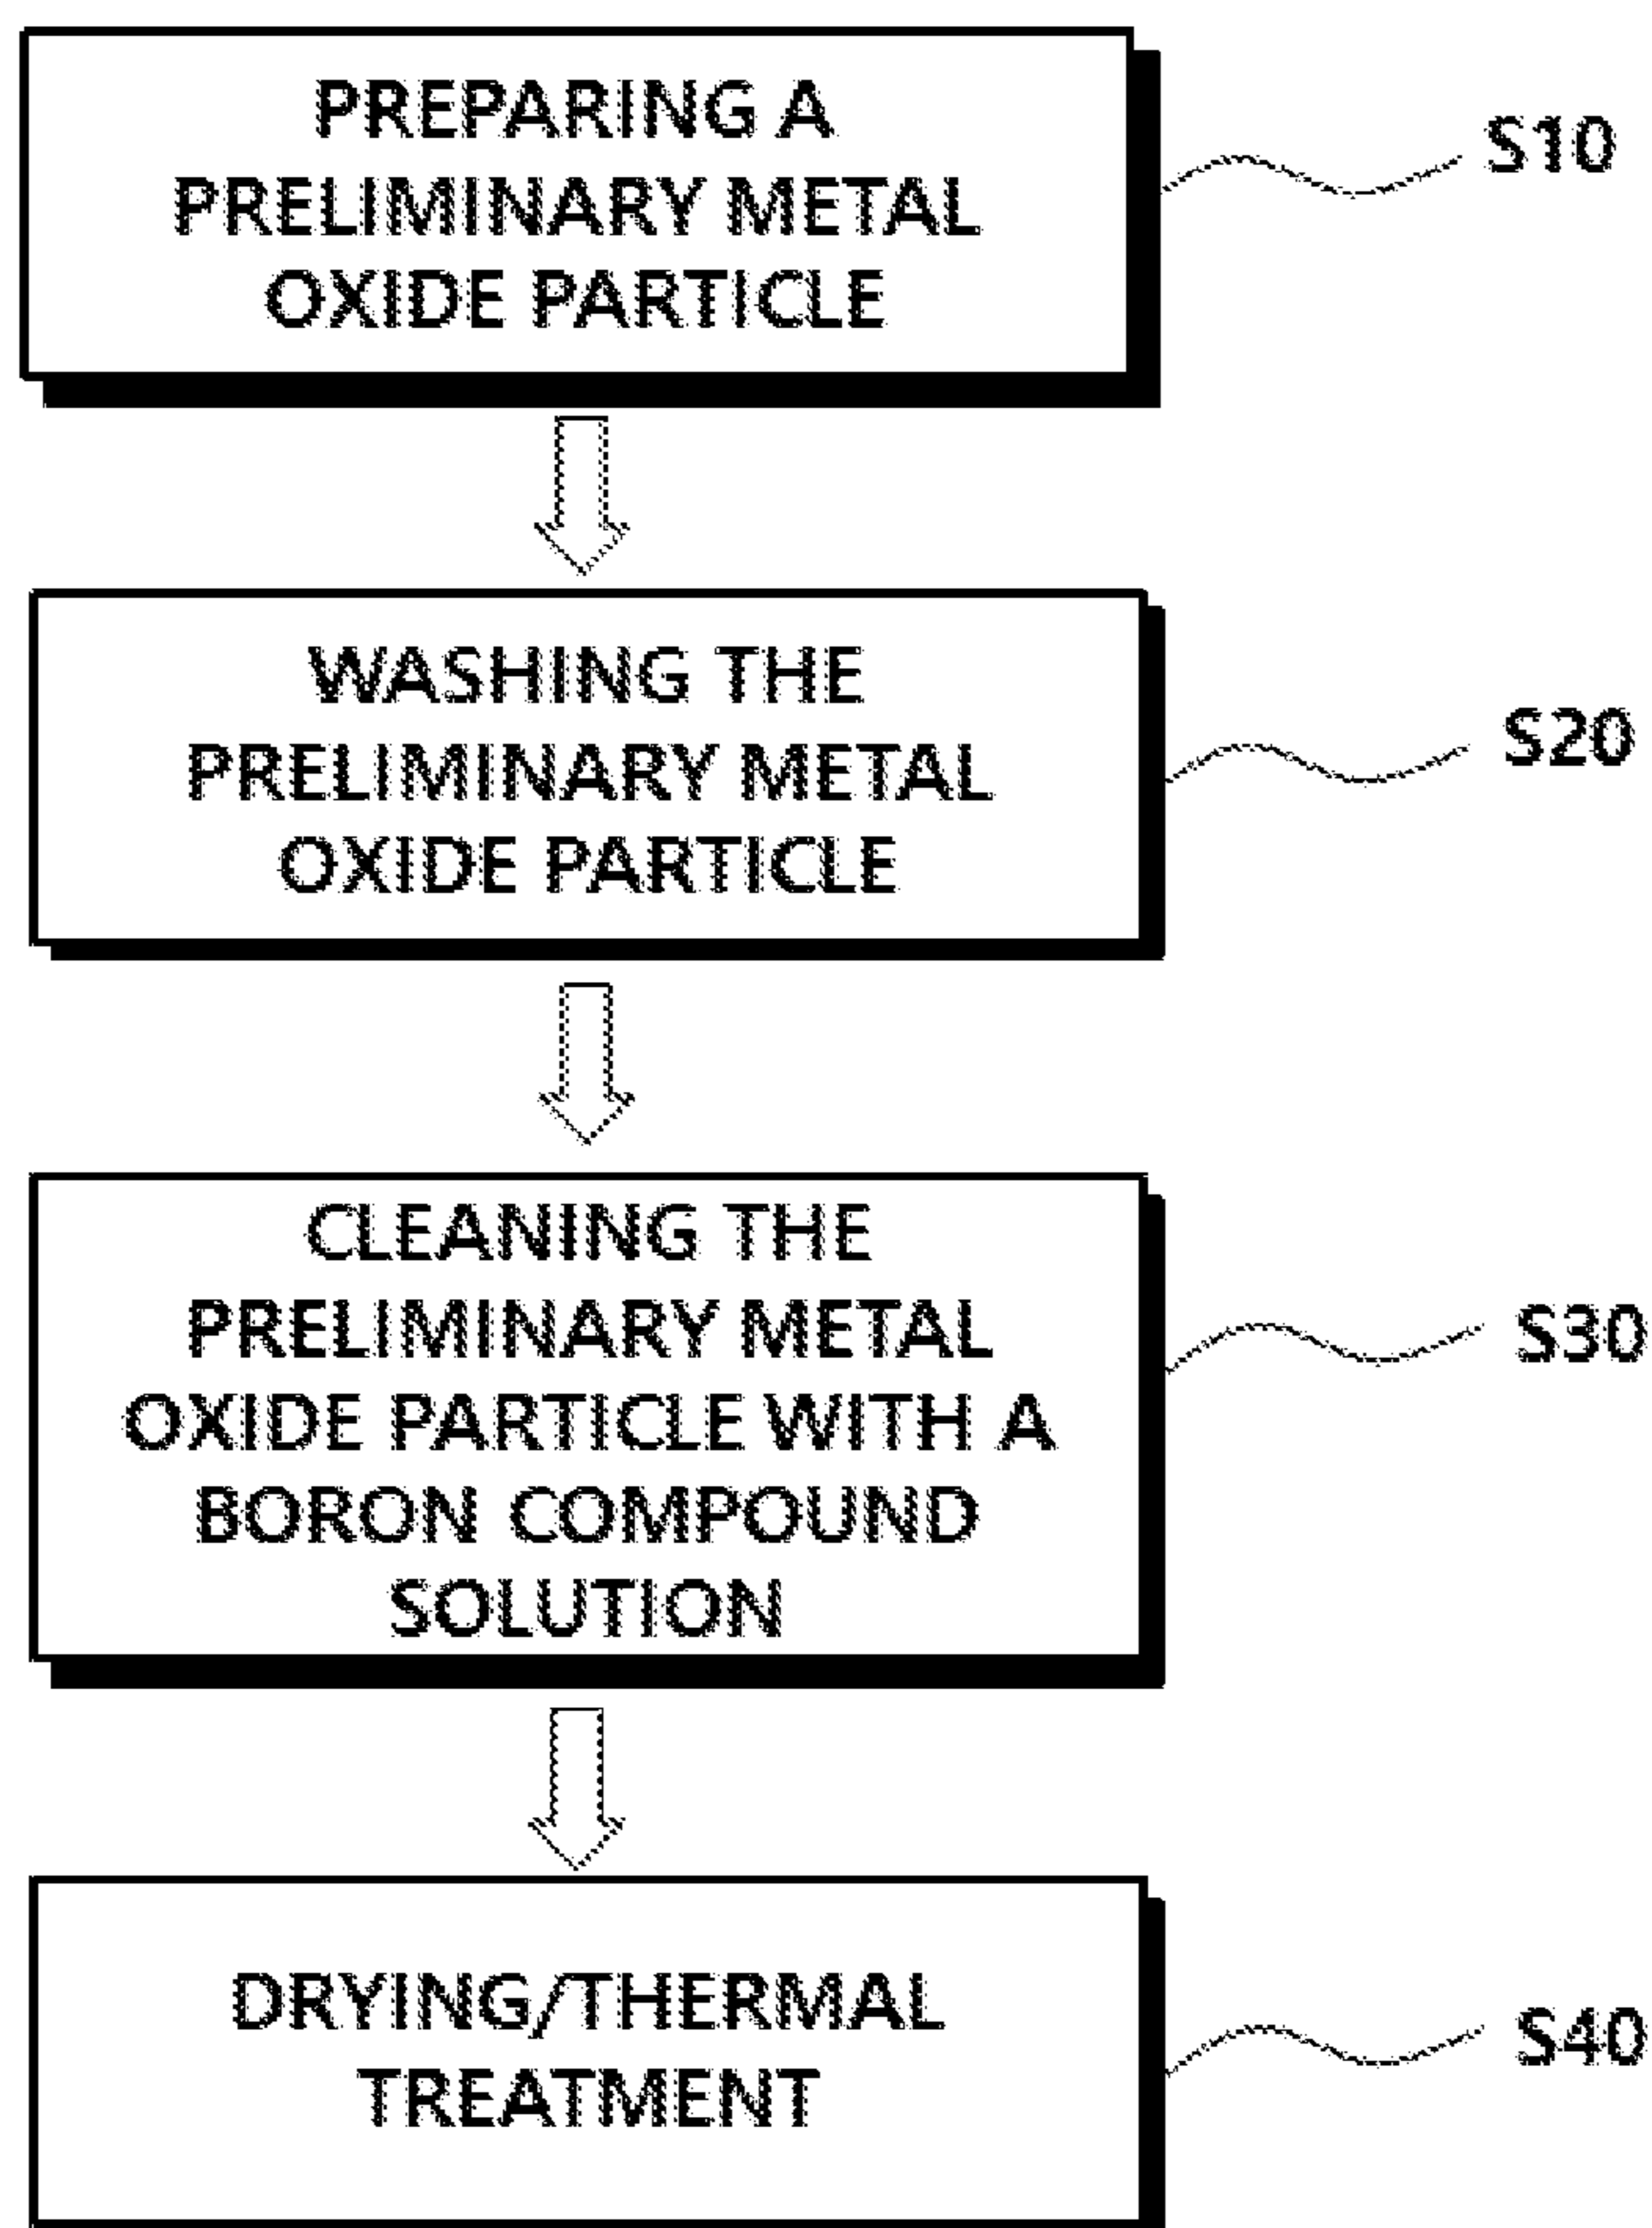 PREPARING A
PRELIMINARY METAL
OXIDE PARTICLE
S10
WASHING THE
PRELIMINARY METAL
OXIDE PARTICLE
S20
CLEANING THE
PRELIMINARY METAL
OXIDE PARTICLE WITH A
BORON COMPOUND
SOLUTION
S30
DRYING/THERMAL
TREATMENT
S40